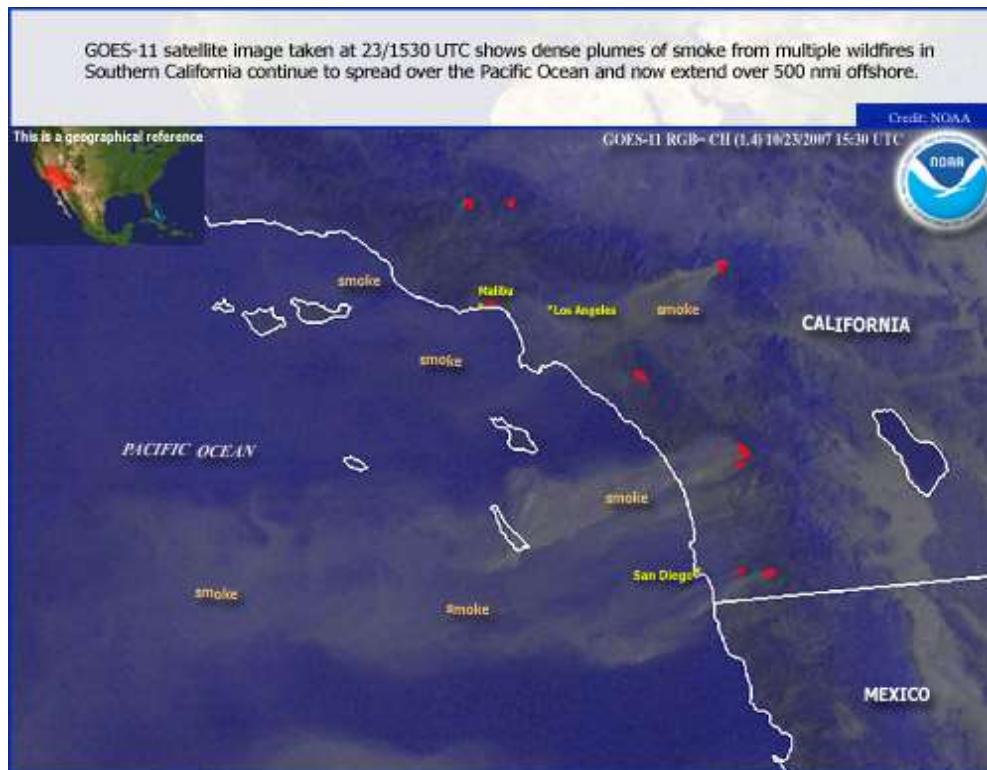 GOES-11 satellite image taken at 23/1530 UTC shows dense plumes of smoke from multiple wildfires in
Southern California continue to spread over the Pacific Ocean and now extend over 500 nmi offshore.
Credit: NOAA
This is a geographical reference
GOES-11 RGB= CH (1,4) 10/23/2007 15:30 UTC
NOAA
smoke
Malibu
Los Angeles
smoke
CALIFORNIA
smoke
PACIFIC OCEAN
smoke
San Diego
smoke
smoke
MEXICO